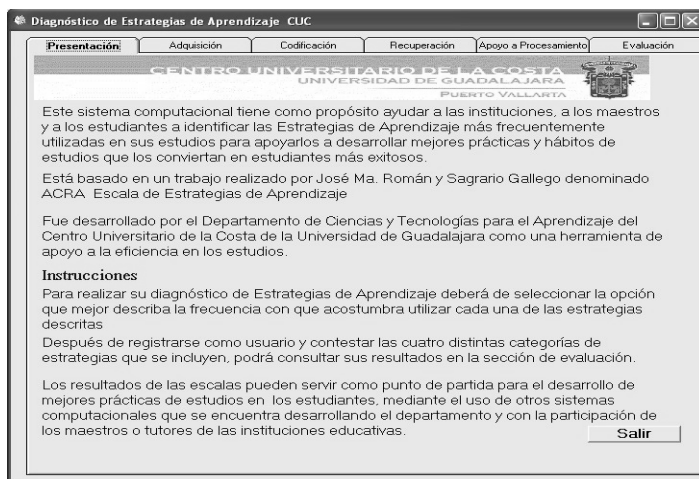 Diagnóstico de Estrategias de Aprendizaje CUC
Presentación Adquisición Codificación Recuperación Apoyo a Procesamiento Evaluación
CENTRO UNIVERSITARIO DE LA COSTA
UNIVERSIDAD DE GUADALAJARA
PUERTO VALLARTA
Este sistema computacional tiene como propósito ayudar a las instituciones, a los maestros
y a los estudiantes a identificar las Estrategias de Aprendizaje más frecuentemente
utilizadas en sus estudios para apoyarlos a desarrollar mejores prácticas y hábitos de
estudios que los conviertan en estudiantes más exitosos.
Está basado en un trabajo realizado por José Ma. Román y Sagrario Gallego denominado
ACRA Escala de Estrategias de Aprendizaje
Fue desarrollado por el Departamento de Ciencias y Tecnologías para el Aprendizaje del
Centro Universitario de la Costa de la Universidad de Guadalajara como una herramienta de
apoyo a la eficiencia en los estudios.
Instrucciones
Para realizar su diagnóstico de Estrategias de Aprendizaje deberá de seleccionar la opción
que mejor describa la frecuencia con que acostumbra utilizar cada una de las estrategias
descritas
Después de registrarse como usuario y contestar las cuatro distintas categorías de
estrategias que se incluyen, podrá consultar sus resultados en la sección de evaluación.
Los resultados de las escalas pueden servir como punto de partida para el desarrollo de
mejores prácticas de estudios en los estudiantes, mediante el uso de otros sistemas
computacionales que se encuentra desarrollando el departamento y con la participación de
los maestros o tutores de las instituciones educativas.
Salir